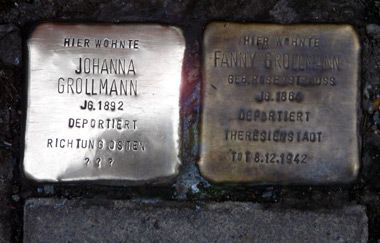 HIER WOHNTE
JOHANNA
GROLLMANN
JG. 1892
DEPORTIERT
RICHTUNG OSTEN
? ? ?
HIER WOHNTE
FANNY GROLLMANN
GEB.
JG. 1864
DEPORTIERT
THERESIENSTADT
TOT 8.12.1942